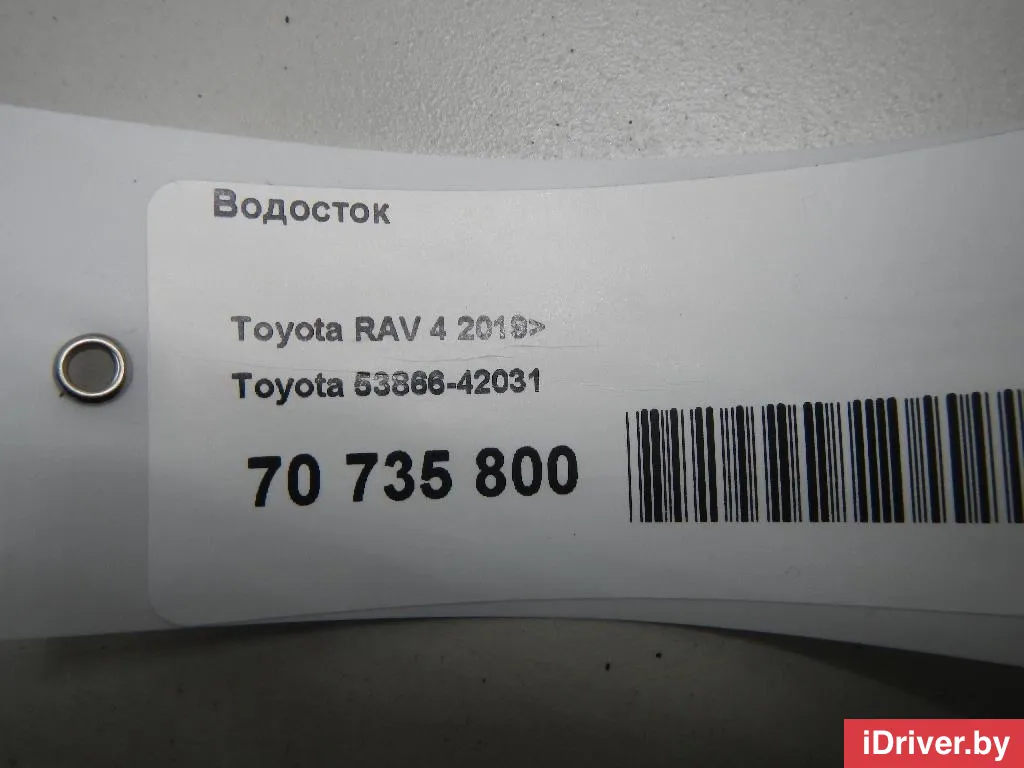 Водосток
Toyota RAV 4 2019>
Toyota 53866-42031
70 735 800
iDriver.by